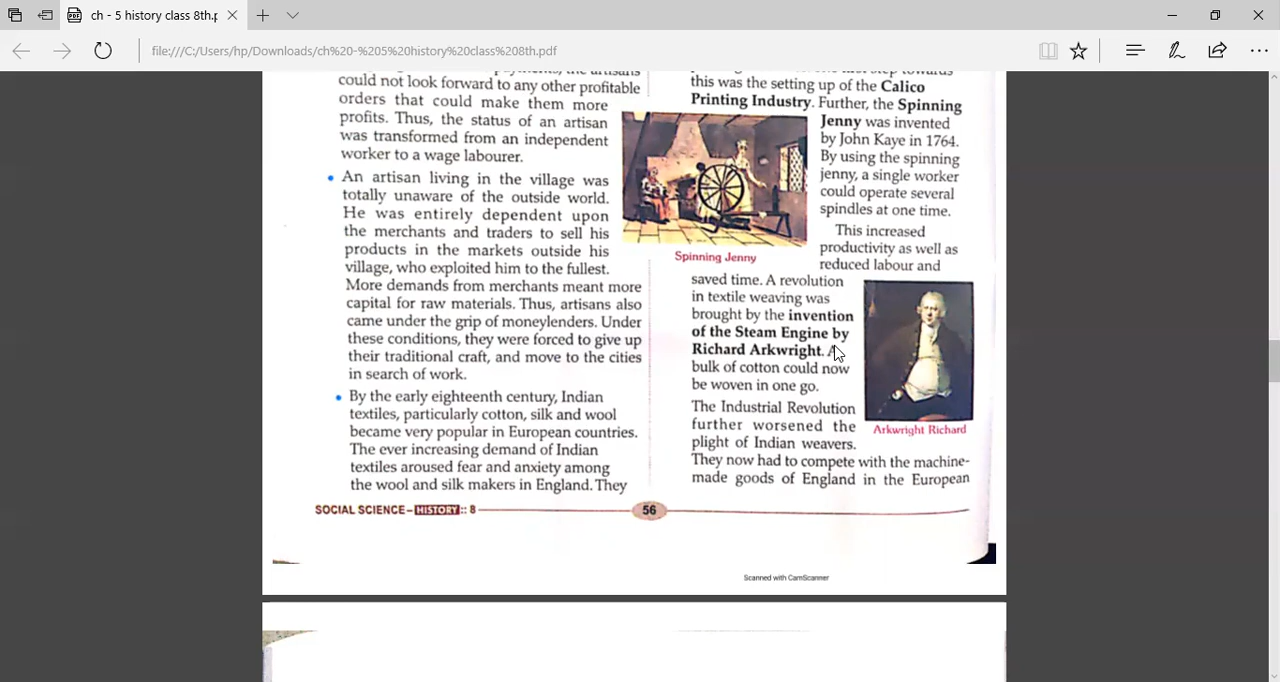 ch - 5 history class 8th.p
file:///C:/Users/hp/Downloads/ch%20-%205%20history%20class%208th.pdf
payments, the artisans
could not look forward to any other profitable
orders that could make them more
profits. Thus, the status of an artisan
was transformed from an independent
worker to a wage labourer.
• An artisan living in the village was
totally unaware of the outside world.
He was entirely dependent upon
the merchants and traders to sell his
products in the markets outside his
village, who exploited him to the fullest.
More demands from merchants meant more
capital for raw materials. Thus, artisans also
came under the grip of moneylenders. Under
these conditions, they were forced to give up
their traditional craft, and move to the cities
in search of work.
• By the early eighteenth century, Indian
textiles, particularly cotton, silk and wool
became very popular in European countries.
The ever increasing demand of Indian
textiles aroused fear and anxiety among
the wool and silk makers in England. They
step towards
this was the setting up of the Calico
Printing Industry. Further, the Spinning
Jenny was invented
by John Kaye in 1764.
By using the spinning
jenny, a single worker
could operate several
spindles at one time.
This increased
productivity as well as
reduced labour and
Spinning Jenny
saved time. A revolution
in textile weaving was
brought by the invention
of the Steam Engine by
Richard Arkwright. A
bulk of cotton could now
be woven in one go.
Arkwright Richard
The Industrial Revolution
further worsened the
plight of Indian weavers.
They now had to compete with the machine-
made goods of England in the European
SOCIAL SCIENCE–HISTORY :: 8
56
Scanned with CamScanner